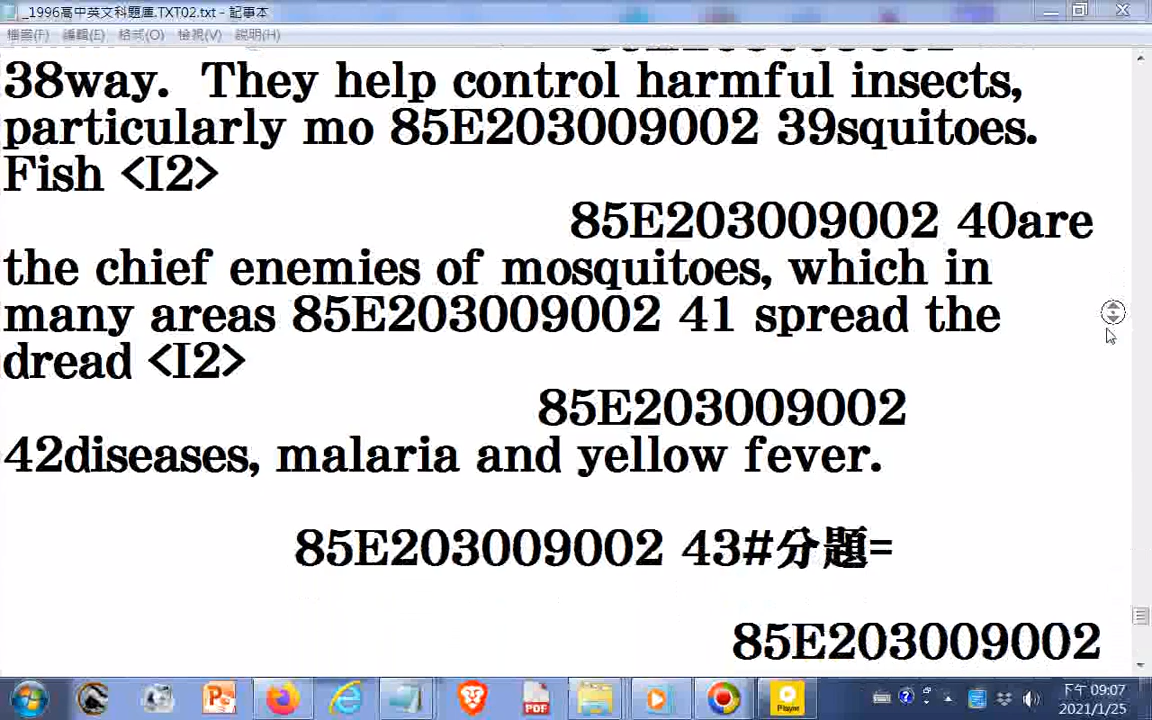 _1996高中英文科題庫.TXT02.txt - 記事本
檔案(F) 編輯(E) 格式(O) 檢視(V) 說明(H)
38way.  They help control harmful insects,
particularly mo 85E203009002 39squitoes.
Fish <I2>
85E203009002 40are
the chief enemies of mosquitoes, which in
many areas 85E203009002 41 spread the
dread <I2>
85E203009002
42diseases, malaria and yellow fever.
85E203009002 43#分題=
85E203009002
PDF
Player
下午 09:07
2021/1/25